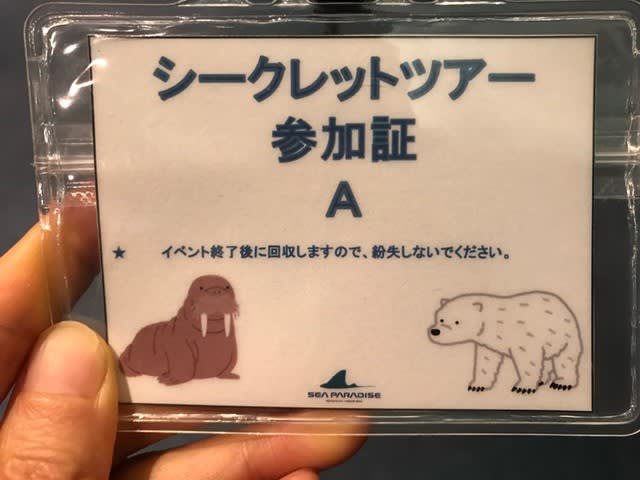 シークレットツアー
参加証
A
★ イベント終了後に回収しますので、紛失しないでください。
SEA PARADISE